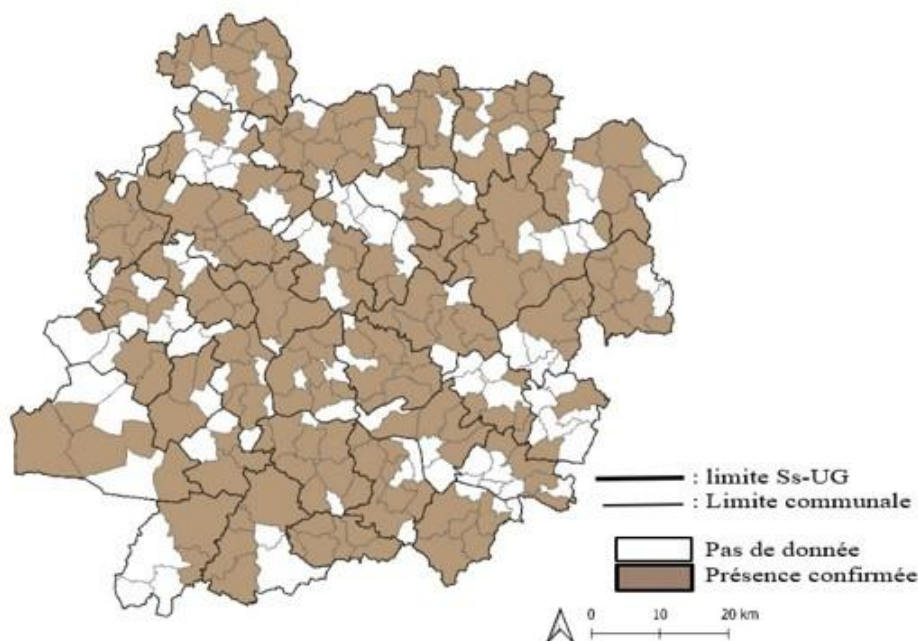 : limite Ss-UG
: Limite communale
Pas de donnée
Présence confirmée
0 10 20 km